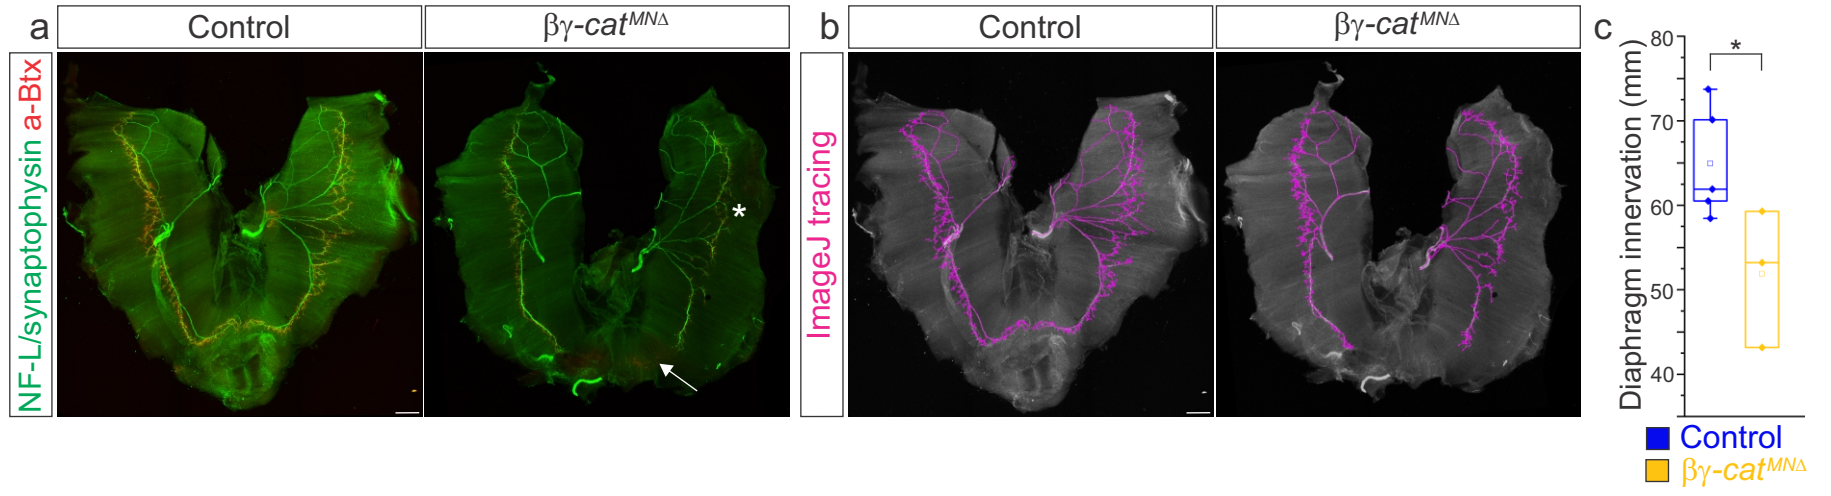 a
Control
βγ-cat^MNΔ
NF-L/synaptophysin a-Btx
*
b
Control
βγ-cat^MNΔ
ImageJ tracing
c
Diaphragm innervation (mm)
80
70
60
50
40
*
Control
βγ-cat^MNΔ